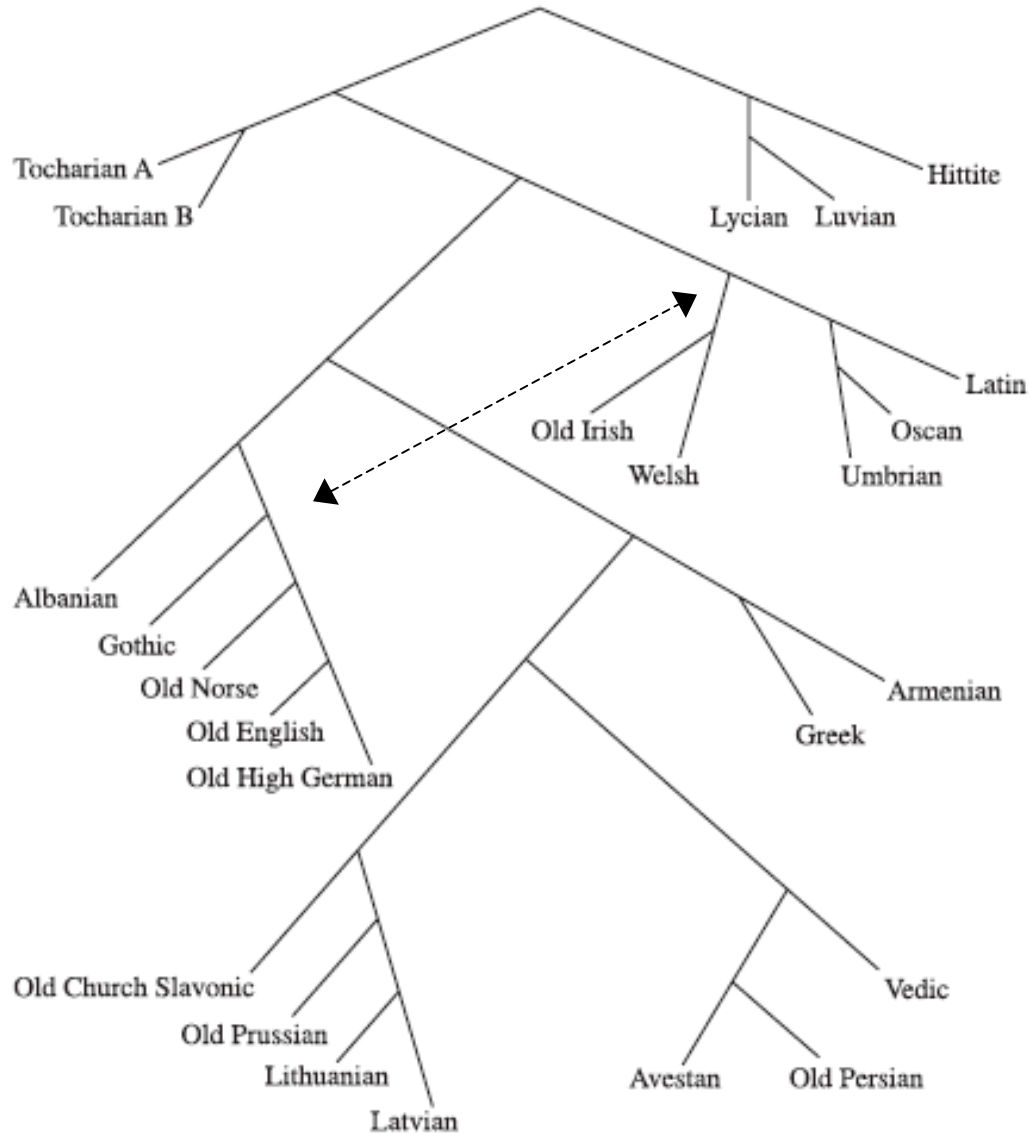 Tocharian A
Hittite
Tocharian B
Lycian
Luvian
Latin
Old Irish
Oscan
Welsh
Umbrian
Albanian
Gothic
Old Norse
Armenian
Old English
Greek
Old High German
Old Church Slavonic
Vedic
Old Prussian
Lithuanian
Avestan
Old Persian
Latvian